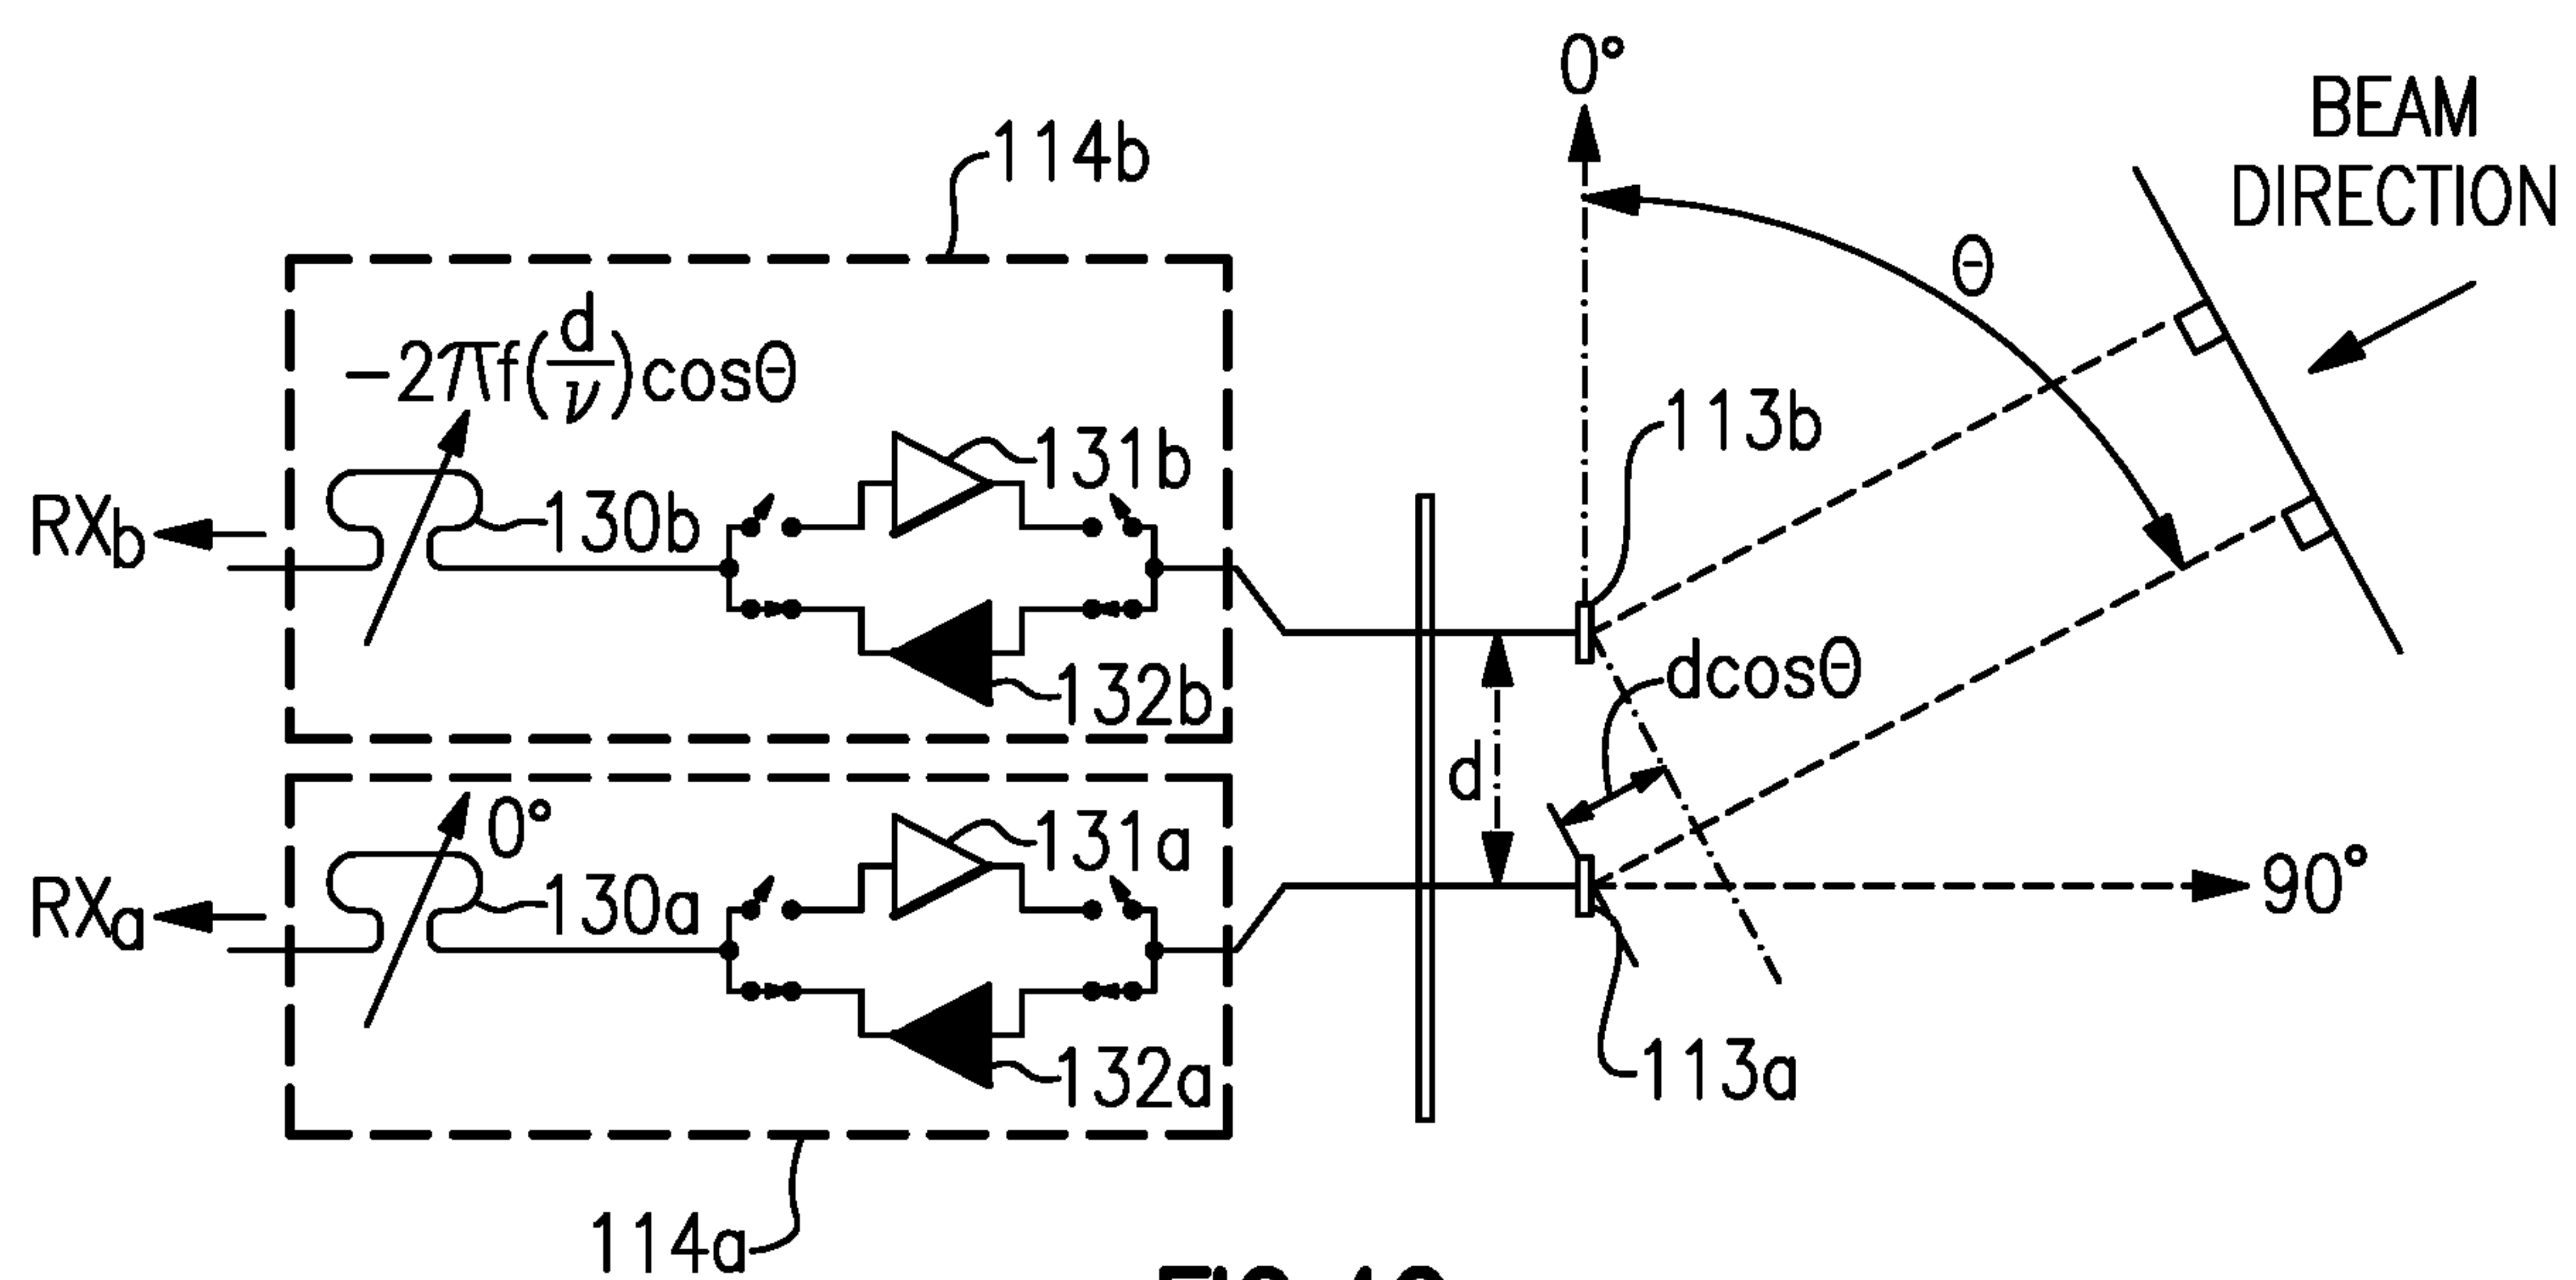 0°
BEAM
DIRECTION
114b
θ
-2πf(d/ν)cosθ
113b
131b
RXb
130b
dcosθ
132b
d
0°
131a
RXa
130a
90°
132a
113a
114a